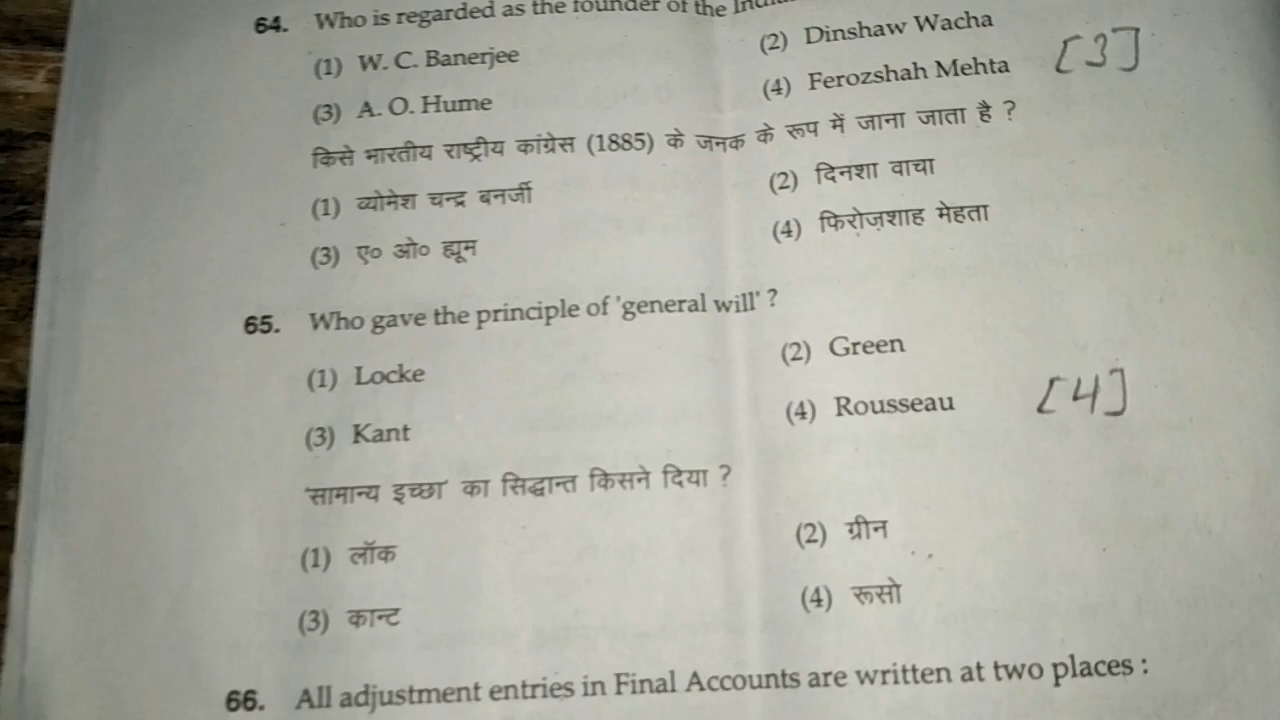 64. Who is regarded as the founder of the
(1) W. C. Banerjee (2) Dinshaw Wacha
(3) A. O. Hume (4) Ferozshah Mehta [3]
किसे भारतीय राष्ट्रीय कांग्रेस (1885) के जनक के रूप में जाना जाता है ?
(1) व्योमेश चन्द्र बनर्जी (2) दिनशा वाचा
(3) ए० ओ० ह्यूम (4) फिरोज़शाह मेहता
65. Who gave the principle of 'general will' ?
(1) Locke (2) Green
(3) Kant (4) Rousseau [4]
'सामान्य इच्छा' का सिद्धान्त किसने दिया ?
(1) लॉक (2) ग्रीन
(3) कान्ट (4) रूसो
66. All adjustment entries in Final Accounts are written at two places :